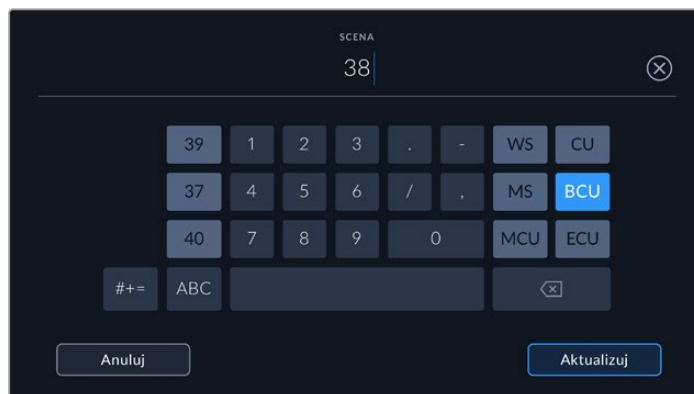 SCENA
38
39 1 2 3 . - WS CU
37 4 5 6 / , MS BCU
40 7 8 9 0 MCU ECU
#+= ABC
Anuluj Aktualizuj